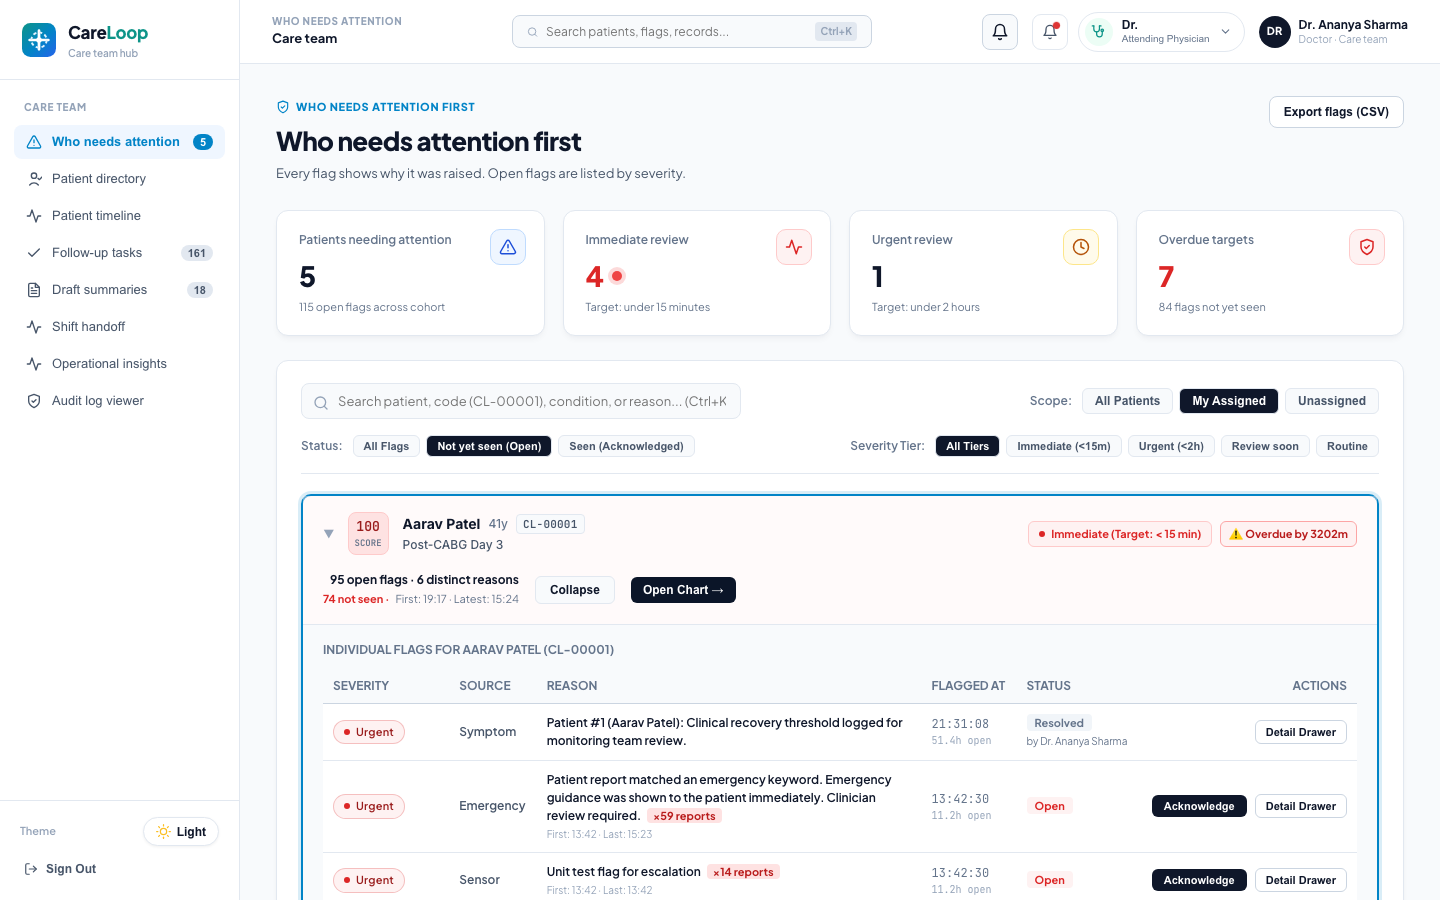 CareLoop
Care team hub
WHO NEEDS ATTENTION
Care team
Search patients, flags, records...
Ctrl+K
Dr.
Attending Physician
DR
Dr. Ananya Sharma
Doctor · Care team
CARE TEAM
Who needs attention
5
Patient directory
Patient timeline
Follow-up tasks
161
Draft summaries
18
Shift handoff
Operational insights
Audit log viewer
Theme
Light
Sign Out
WHO NEEDS ATTENTION FIRST
Who needs attention first
Every flag shows why it was raised. Open flags are listed by severity.
Export flags (CSV)
Patients needing attention
5
115 open flags across cohort
Immediate review
4
Target: under 15 minutes
Urgent review
1
Target: under 2 hours
Overdue targets
7
84 flags not yet seen
Search patient, code (CL-00001), condition, or reason... (Ctrl+K
Scope:
All Patients
My Assigned
Unassigned
Status:
All Flags
Not yet seen (Open)
Seen (Acknowledged)
Severity Tier:
All Tiers
Immediate (<15m)
Urgent (<2h)
Review soon
Routine
100
SCORE
Aarav Patel 41y CL-00001
Post-CABG Day 3
Immediate (Target: < 15 min)
Overdue by 3202m
95 open flags · 6 distinct reasons
74 not seen · First: 19:17 · Latest: 15:24
Collapse
Open Chart →
INDIVIDUAL FLAGS FOR AARAV PATEL (CL-00001)
SEVERITY SOURCE REASON FLAGGED AT STATUS ACTIONS
Urgent
Symptom
Patient #1 (Aarav Patel): Clinical recovery threshold logged for
monitoring team review.
21:31:08
51.4h open
Resolved
by Dr. Ananya Sharma
Detail Drawer
Urgent
Emergency
Patient report matched an emergency keyword. Emergency
guidance was shown to the patient immediately. Clinician
review required. ×59 reports
First: 13:42 · Last: 15:23
13:42:30
11.2h open
Open
Acknowledge
Detail Drawer
Urgent
Sensor
Unit test flag for escalation ×14 reports
First: 13:42 · Last: 13:42
13:42:30
11.2h open
Open
Acknowledge
Detail Drawer